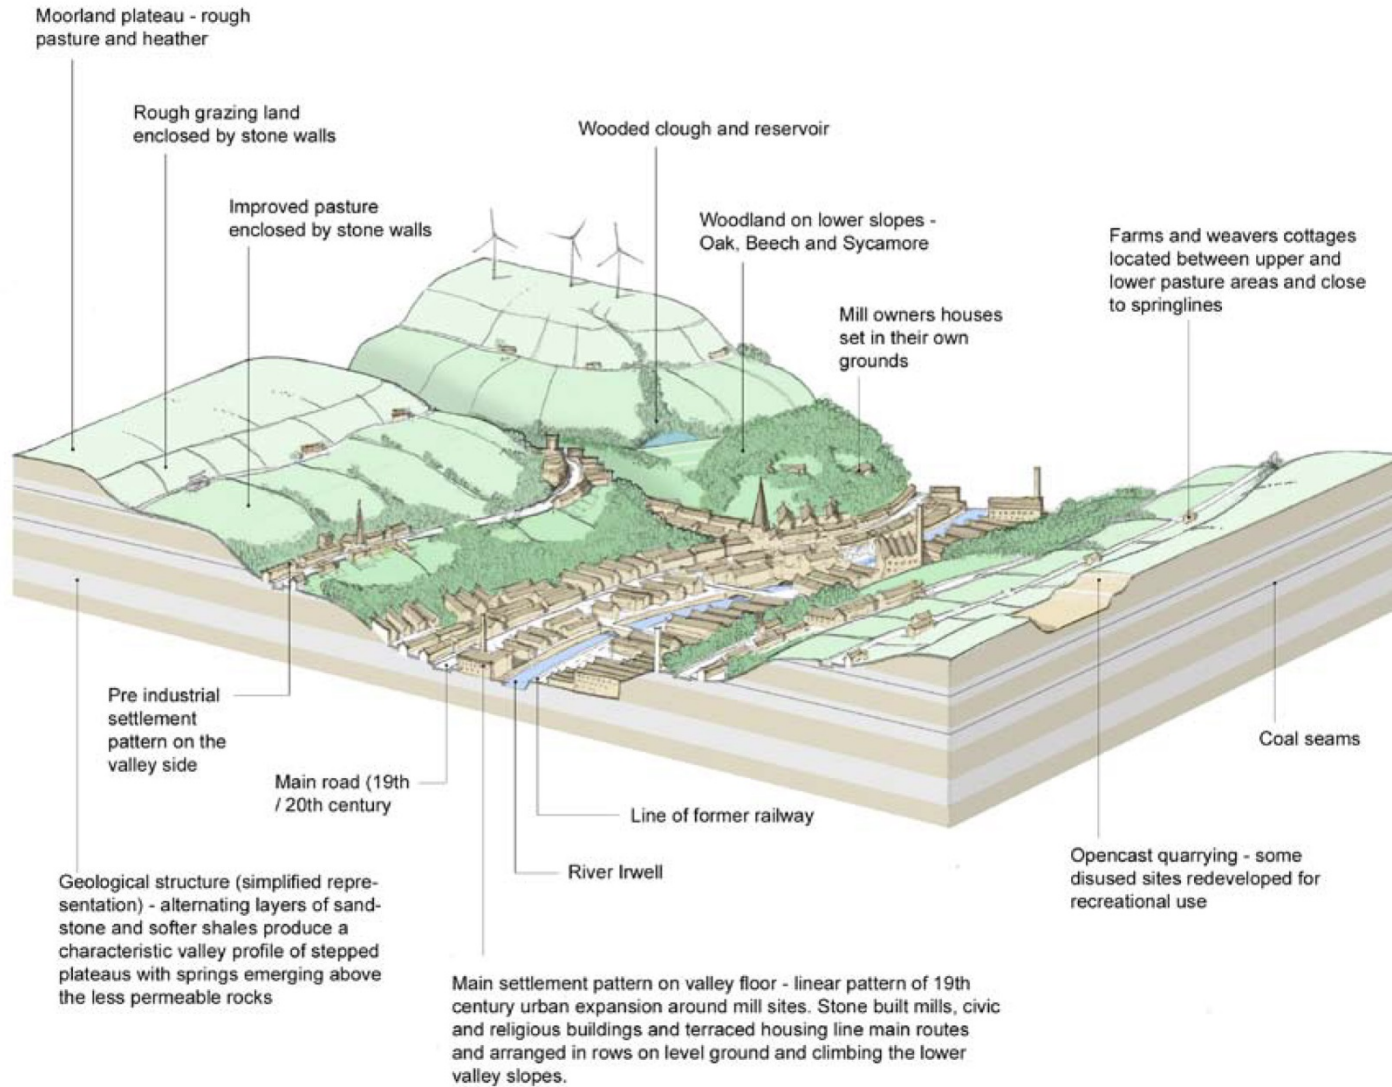 Moorland plateau - rough
pasture and heather
Rough grazing land
enclosed by stone walls
Wooded clough and reservoir
Improved pasture
enclosed by stone walls
Woodland on lower slopes -
Oak, Beech and Sycamore
Farms and weavers cottages
located between upper and
lower pasture areas and close
to springlines
Mill owners houses
set in their own
grounds
Pre industrial
settlement
pattern on the
valley side
Main road (19th
/ 20th century
Line of former railway
River Irwell
Coal seams
Opencast quarrying - some
disused sites redeveloped for
recreational use
Geological structure (simplified repre-
sentation) - alternating layers of sand-
stone and softer shales produce a
characteristic valley profile of stepped
plateaus with springs emerging above
the less permeable rocks
Main settlement pattern on valley floor - linear pattern of 19th
century urban expansion around mill sites. Stone built mills, civic
and religious buildings and terraced housing line main routes
and arranged in rows on level ground and climbing the lower
valley slopes.